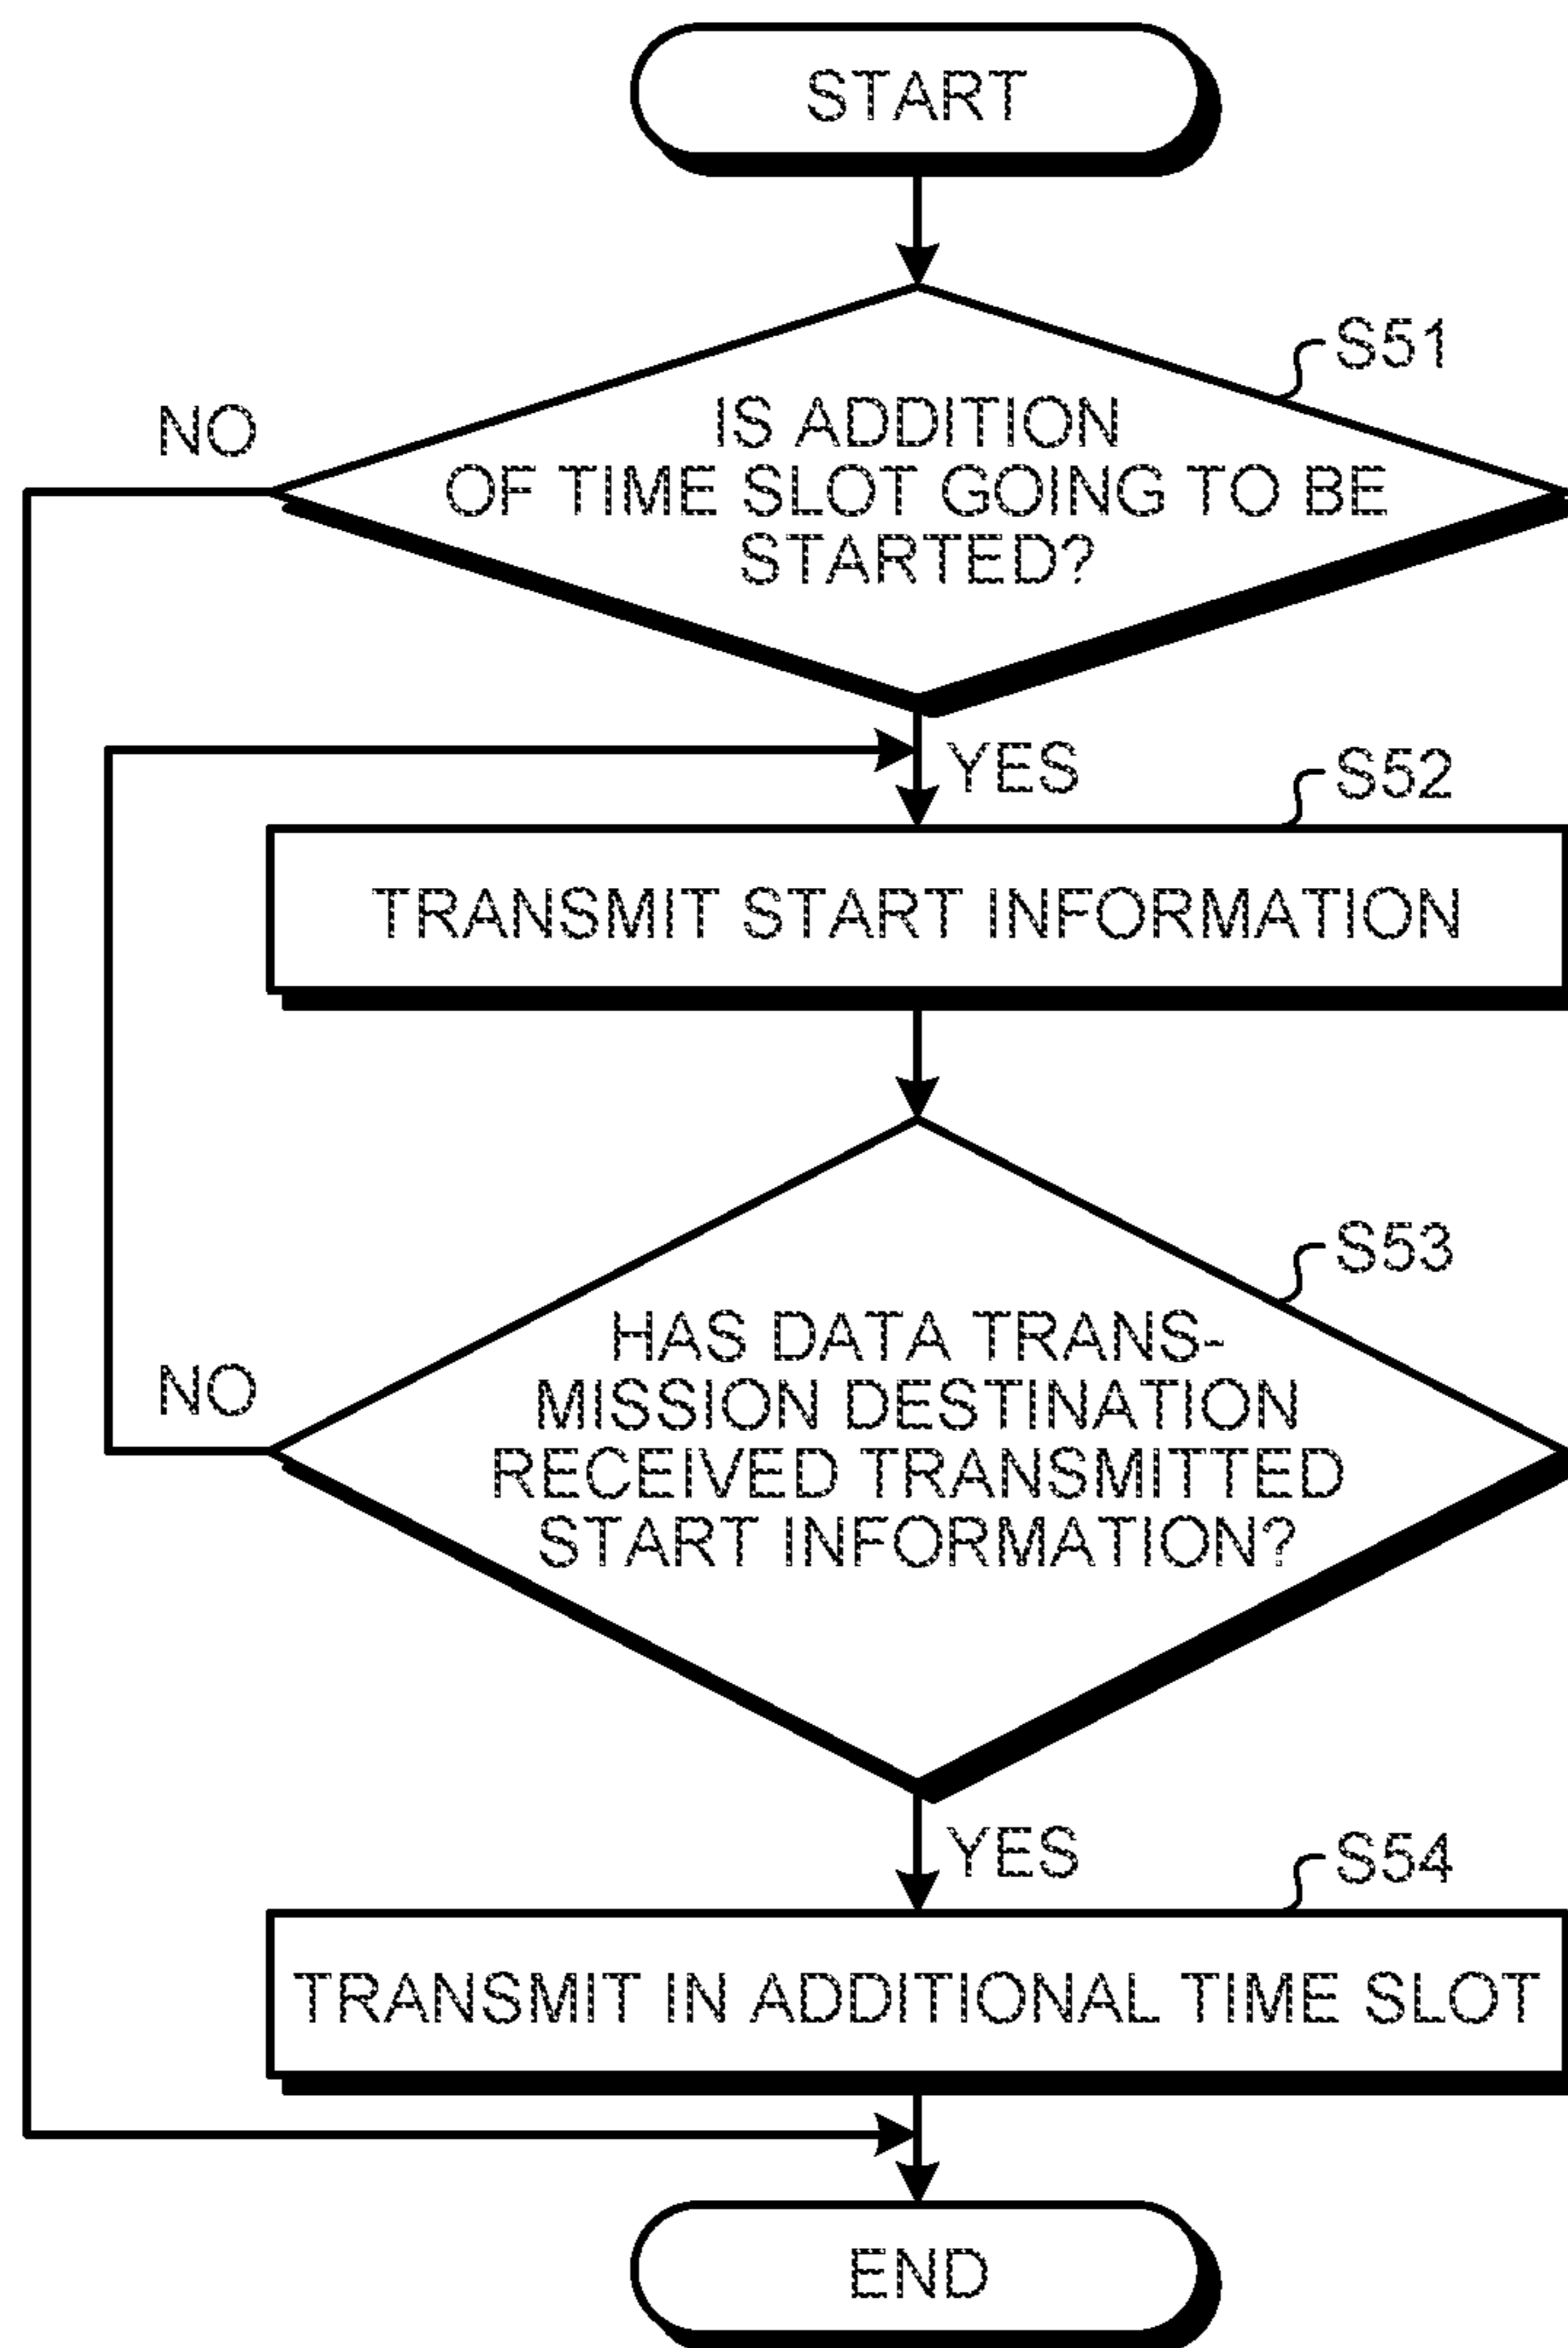 START
S51
NO
IS ADDITION
OF TIME SLOT GOING TO BE
STARTED?
YES
S52
TRANSMIT START INFORMATION
S53
HAS DATA TRANS-
MISSION DESTINATION
RECEIVED TRANSMITTED
START INFORMATION?
NO
YES
S54
TRANSMIT IN ADDITIONAL TIME SLOT
END